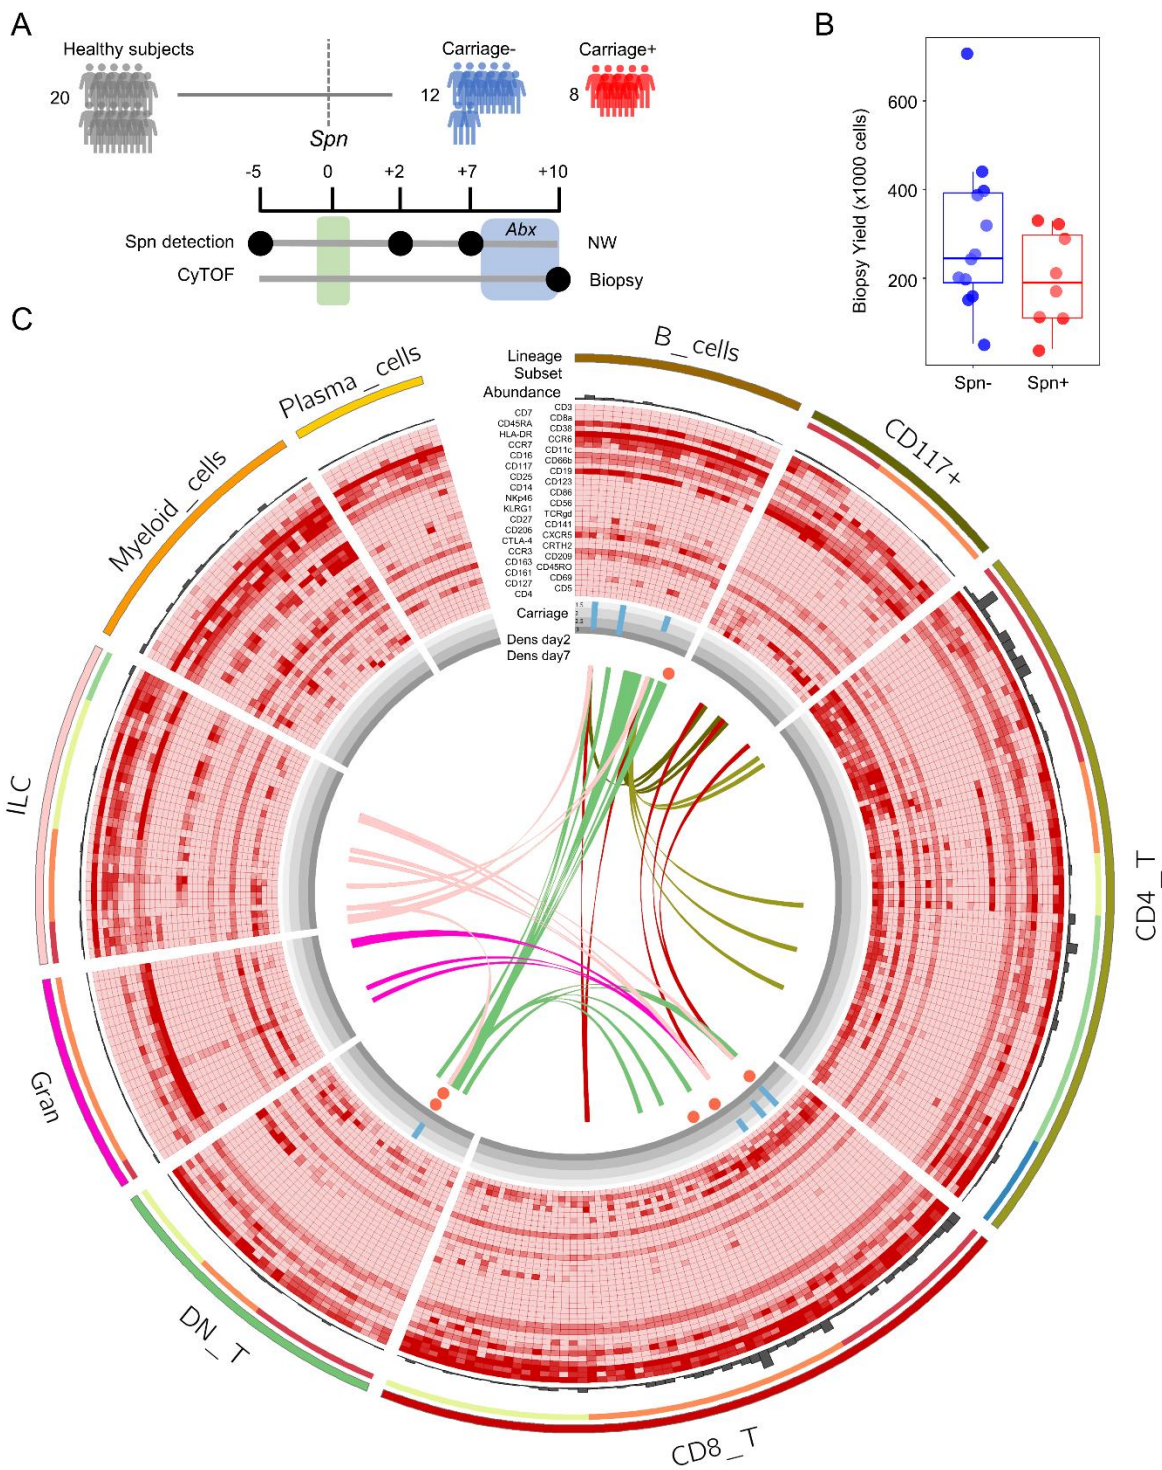 A
Healthy subjects
20
Spn
Carriage-
12
Carriage+
8
-5 0 +2 +7 +10
Spn detection
Abx
NW
CyTOF
Biopsy
B
Biopsy Yield (x1000 cells)
600
400
200
Spn- Spn+
C
Lineage
Subset
Abundance
CD3
CD7
CD8a
CD45RA
CD38
HLA-DR
CCR6
CCR7
CD11c
CD16
CD66b
CD117
CD19
CD25
CD123
CD14
CD86
NKp46
CD56
KLRG1
TCRgd
CD27
CD141
CD206
CXCR5
CTLA-4
CRTH2
CCR3
CD209
CD163
CD45RO
CD161
CD69
CD127
CD5
CD4
Carriage
Dens day2
Dens day7
B_cells
CD117+
CD4_T
CD8_T
DN_T
Gran
ILC
Myeloid_cells
Plasma_cells